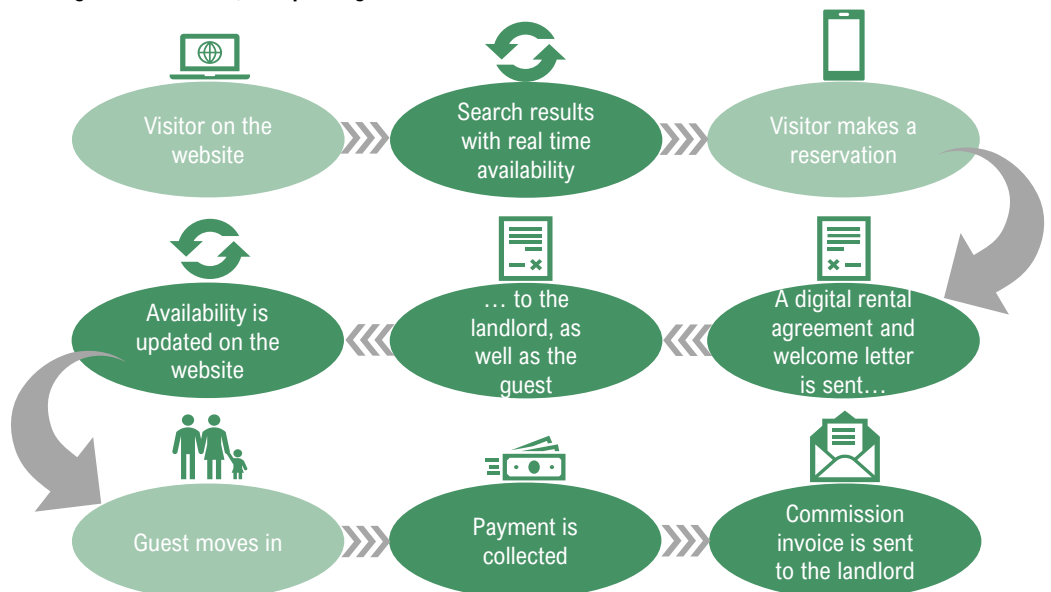 Visitor on the
website
Search results
with real time
availability
Visitor makes a
reservation
A digital rental
agreement and
welcome letter
is sent…
… to the
landlord, as
well as the
guest
Availability is
updated on the
website
Guest moves in
Payment is
collected
Commission
invoice is sent
to the landlord